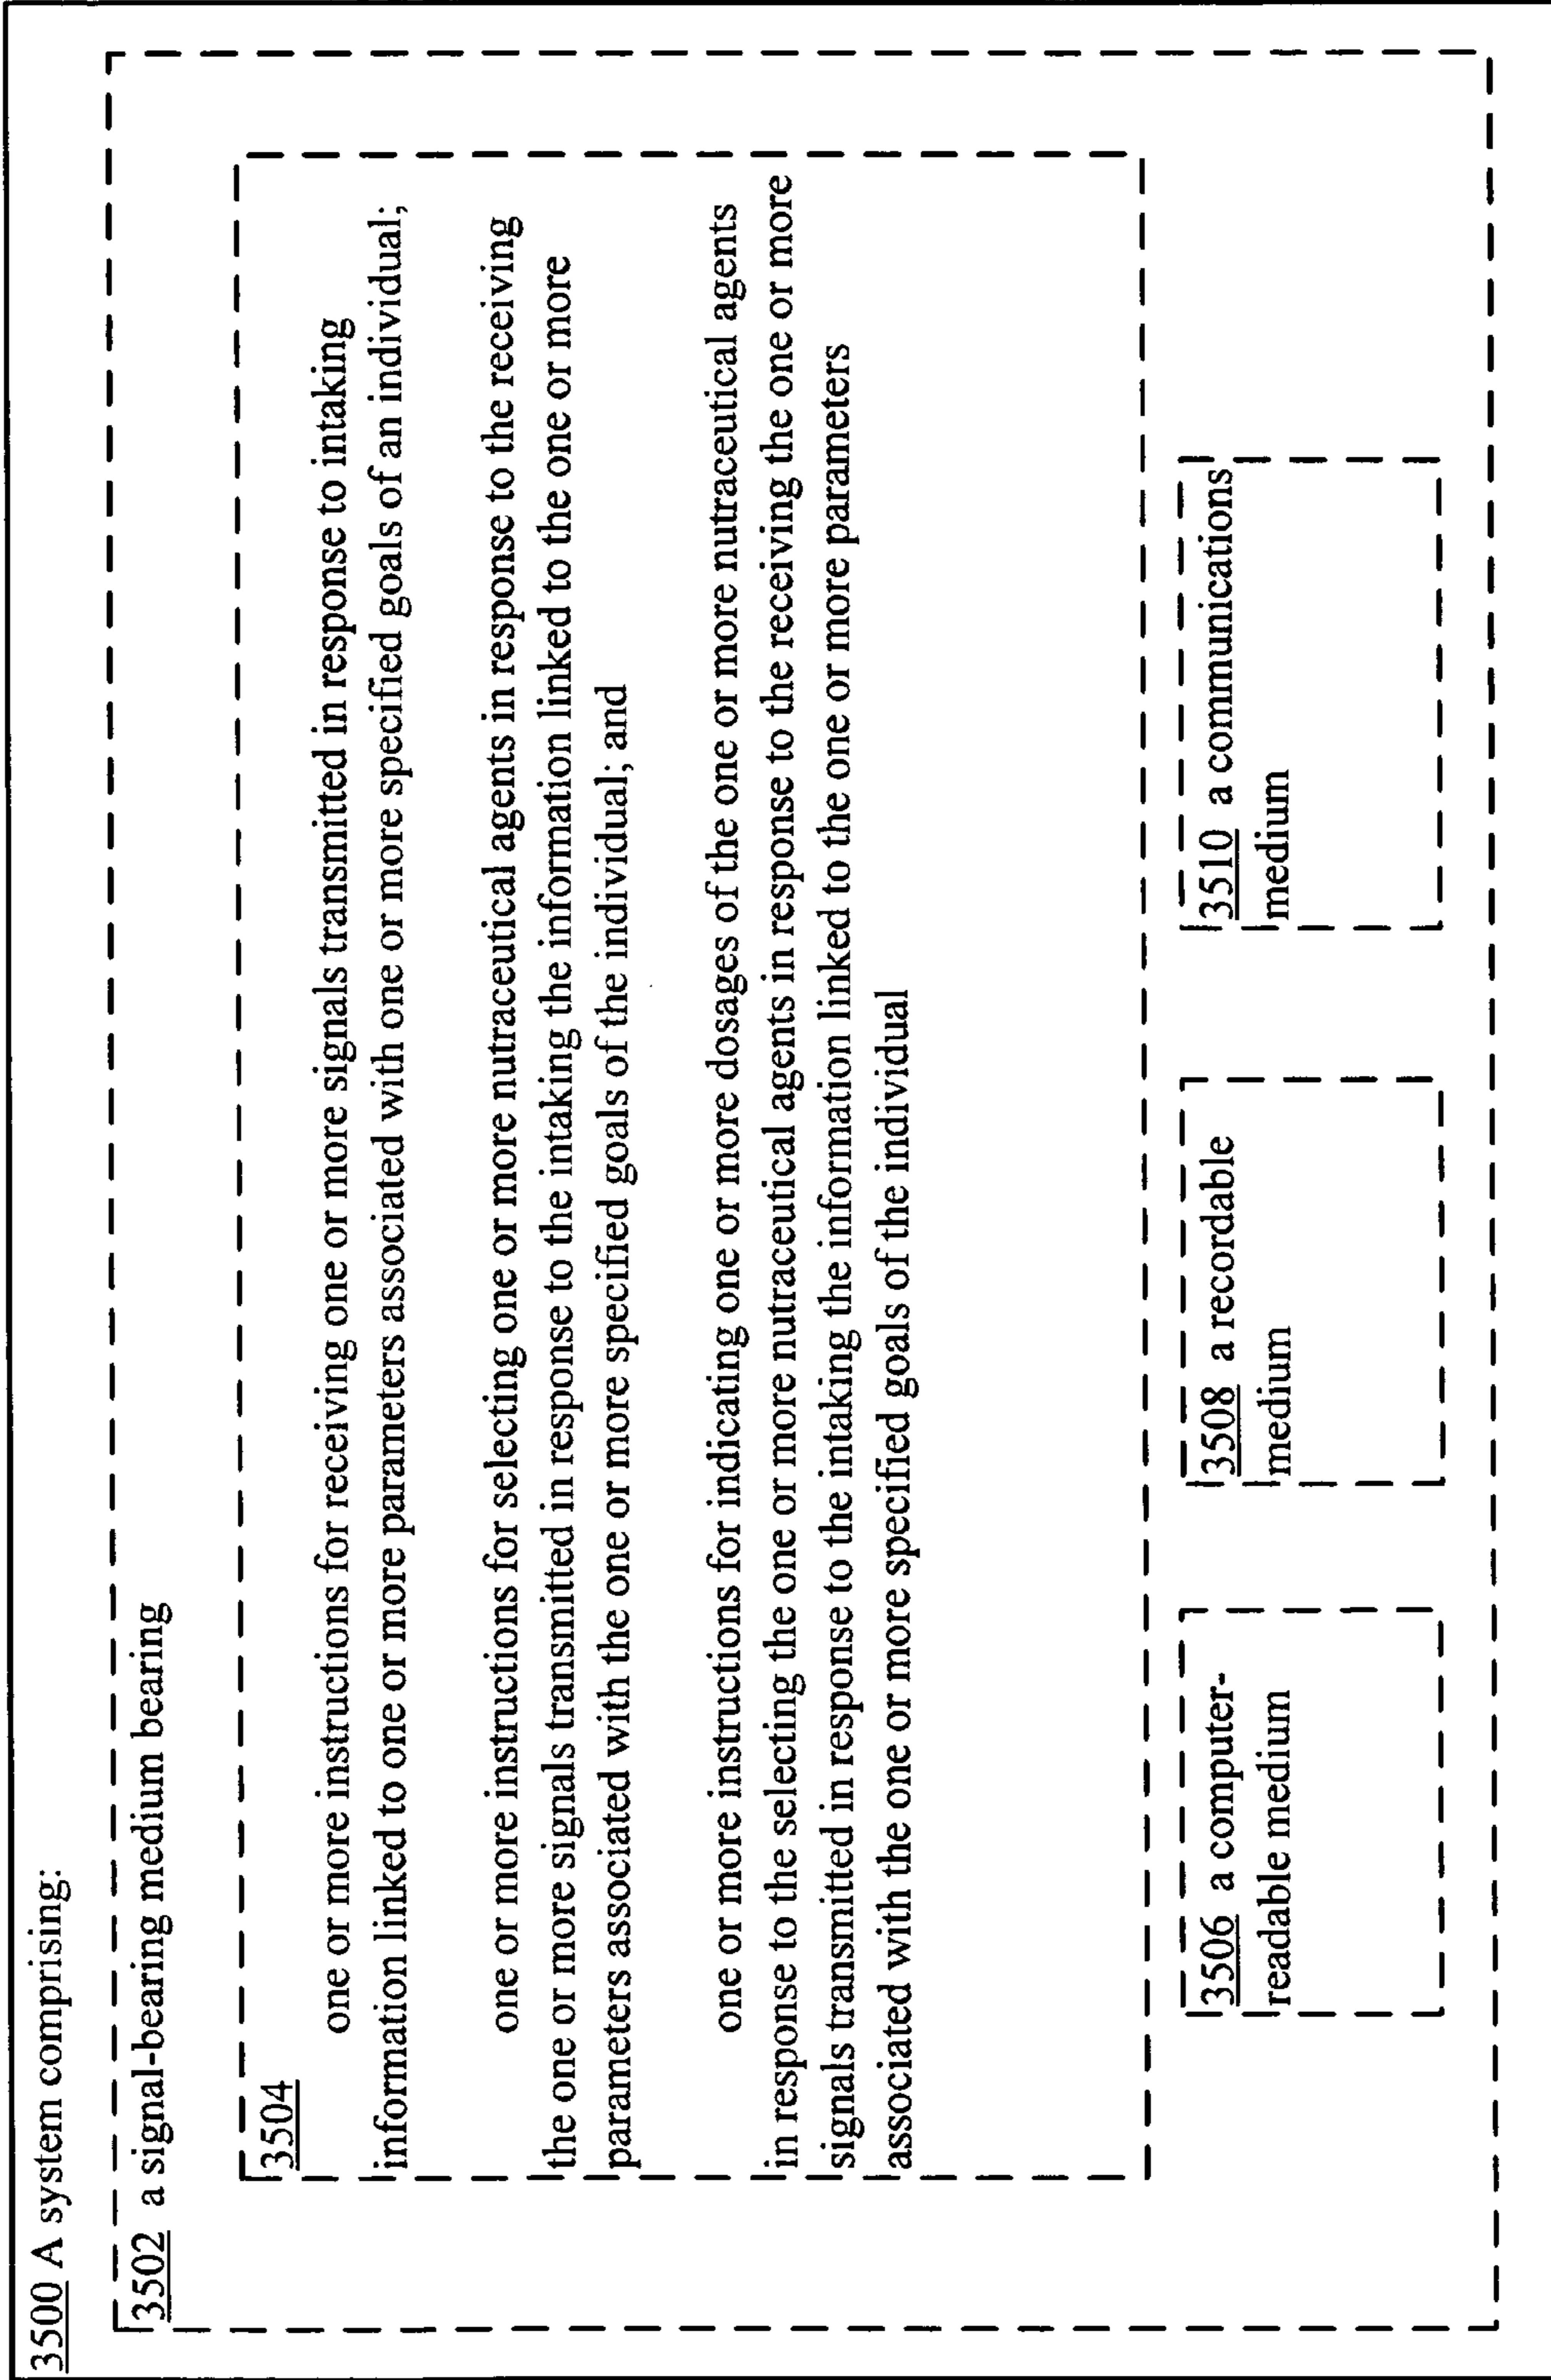 3500 A system comprising:
3502 a signal-bearing medium bearing
3504
one or more instructions for receiving one or more signals transmitted in response to intaking
information linked to one or more parameters associated with one or more specified goals of an individual;
one or more instructions for selecting one or more nutraceutical agents in response to the receiving
the one or more signals transmitted in response to the intaking the information linked to the one or more
parameters associated with the one or more specified goals of the individual; and
one or more instructions for indicating one or more dosages of the one or more nutraceutical agents
in response to the selecting the one or more nutraceutical agents in response to the receiving the one or more
signals transmitted in response to the intaking the information linked to the one or more parameters
associated with the one or more specified goals of the individual
3506 a computer-
readable medium
3508 a recordable
medium
3510 a communications
medium